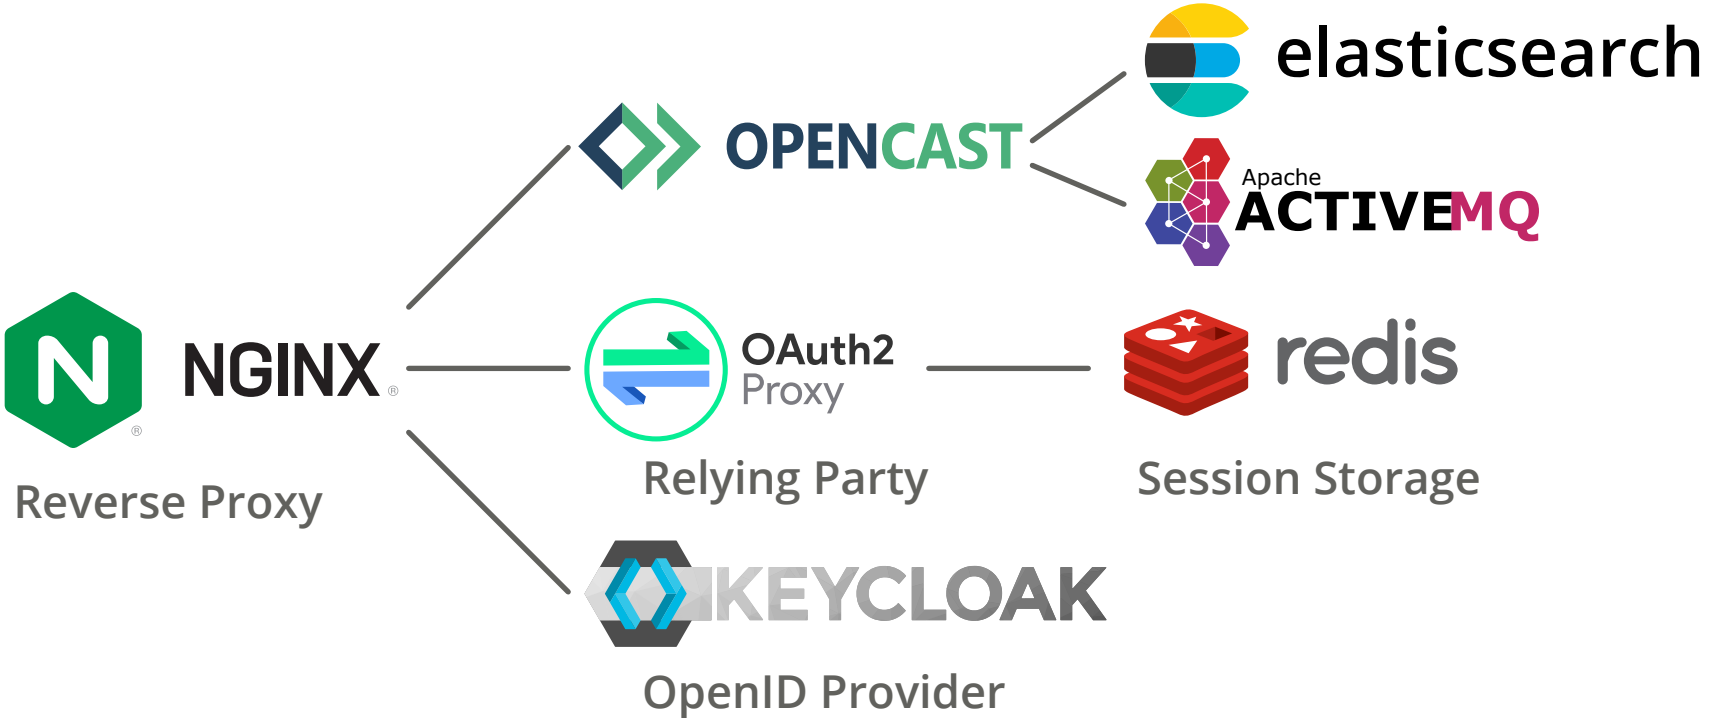 elasticsearch
OPENCAST
Apache
ACTIVEMQ
N NGINX ®
®
OAuth2
Proxy
redis
Reverse Proxy
Relying Party
Session Storage
KEYCLOAK
OpenID Provider